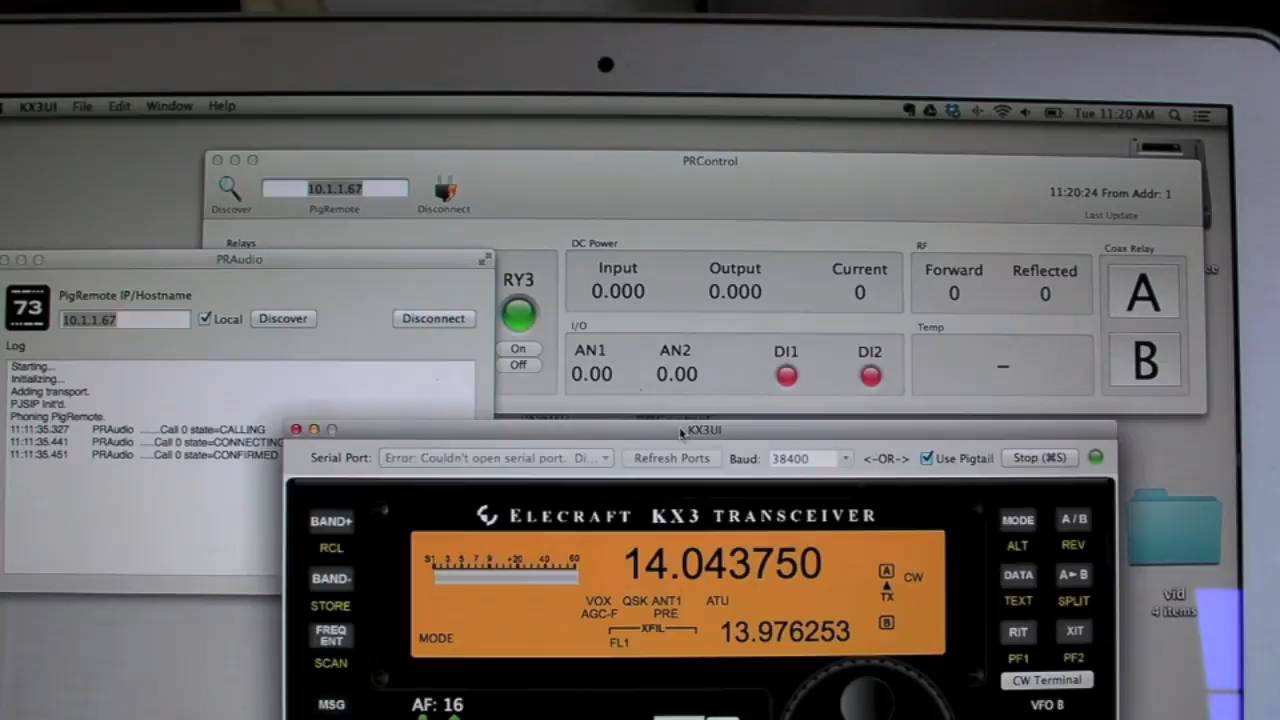 KX3UI File Edit Window Help Tue 11:20 AM
PRControl
10.1.1.67
Discover PigRemote Disconnect
11:20:24 From Addr: 1
Last Update
Relays
RY3
On
Off
DC Power
Input Output Current
0.000 0.000 0
RF
Forward Reflected
0 0
Coax Relay
A
B
I/O
AN1 AN2 DI1 DI2
0.00 0.00
Temp
–
PRAudio
73
PigRemote IP/Hostname
10.1.1.67 Local Discover Disconnect
Log
Starting...
Initializing...
Adding transport.
PJSIP Init'd.
Phoning PigRemote.
11:11:35.327 PRAudio .....Call 0 state=CALLING
11:11:35.441 PRAudio ....Call 0 state=CONNECTING
11:11:35.451 PRAudio ....Call 0 state=CONFIRMED
KX3UI
Serial Port: Error: Couldn't open serial port. Di... Refresh Ports Baud: 38400 <-OR-> Use Pigtail Stop (⌘S)
ELECRAFT KX3 TRANSCEIVER
BAND+
RCL
BAND-
STORE
FREQ
ENT
SCAN
MSG
S1 3 5 7 9 +20 40 60
14.043750
A CW
TX
VOX QSK ANT1 ATU
AGC-F PRE
XFIL
FL1
MODE
13.976253
B
MODE A/B
ALT REV
DATA A►B
TEXT SPLIT
RIT XIT
PF1 PF2
CW Terminal
VFO B
AF: 16
vid
4 items